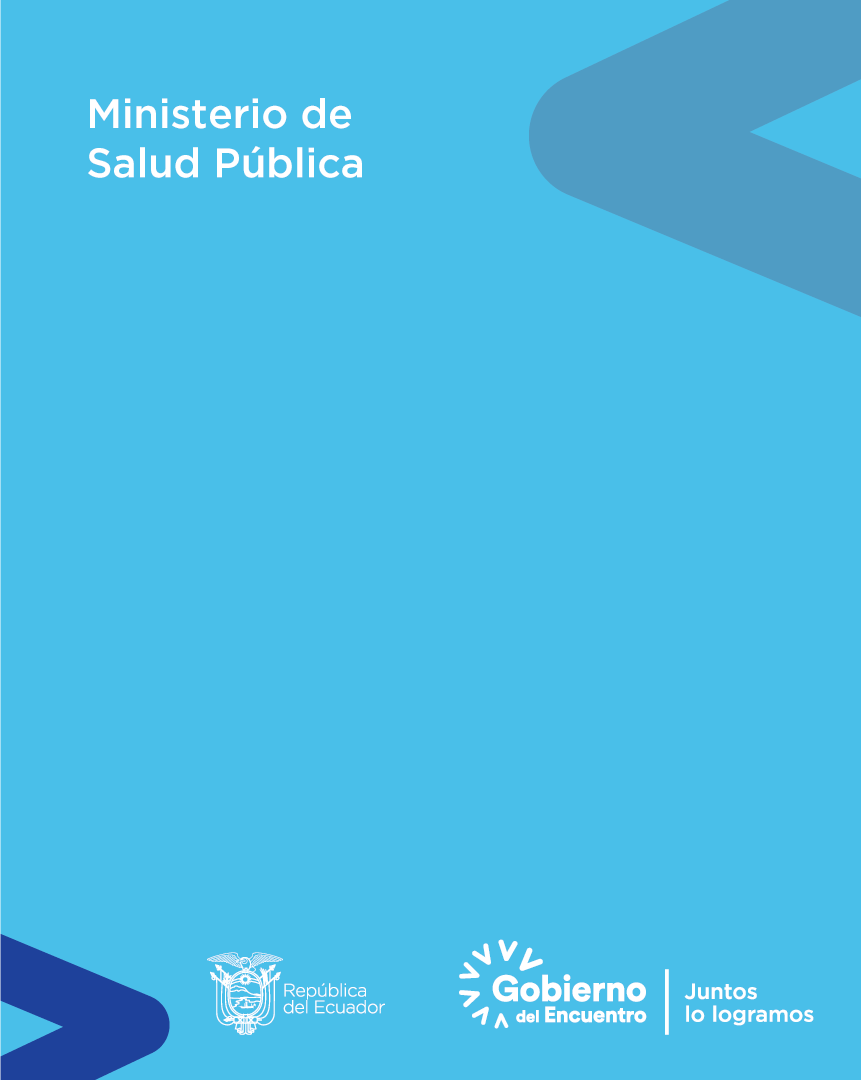 Ministerio de
Salud Pública
República
del Ecuador
Gobierno
del Encuentro
Juntos
lo logramos